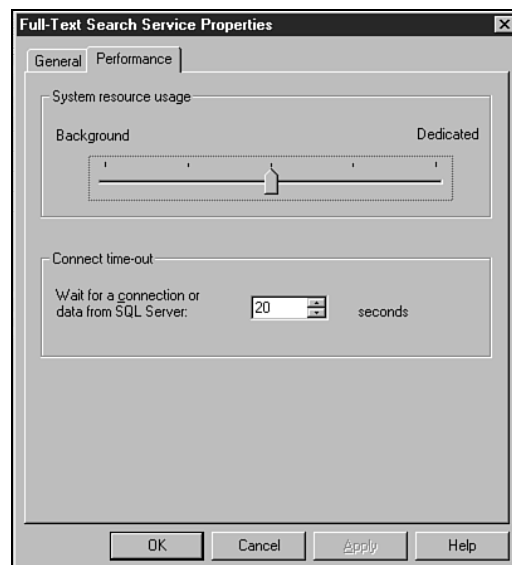 Full-Text Search Service Properties
General Performance
System resource usage
Background Dedicated
Connect time-out
Wait for a connection or
data from SQL Server: 20 seconds
OK Cancel Apply Help